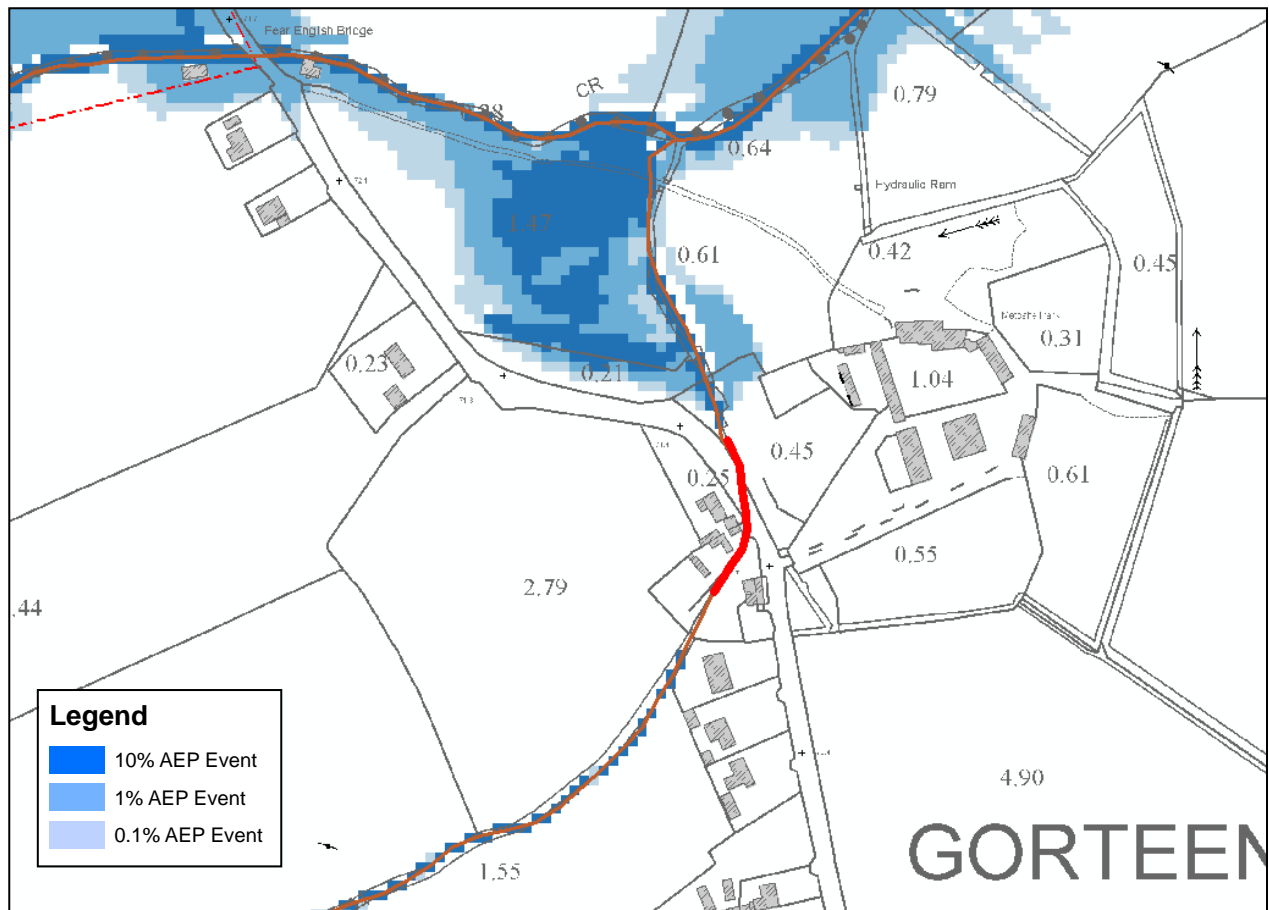 Fear English Bridge
CR
0.79
0.64
Hydraulic Ram
1.47
0.61
0.42
0.45
0.31
0.23
0.21
1.04
0.45
0.25
0.61
0.55
2.79
.44
Legend
10% AEP Event
1% AEP Event
0.1% AEP Event
4.90
GORTEEN
1.55